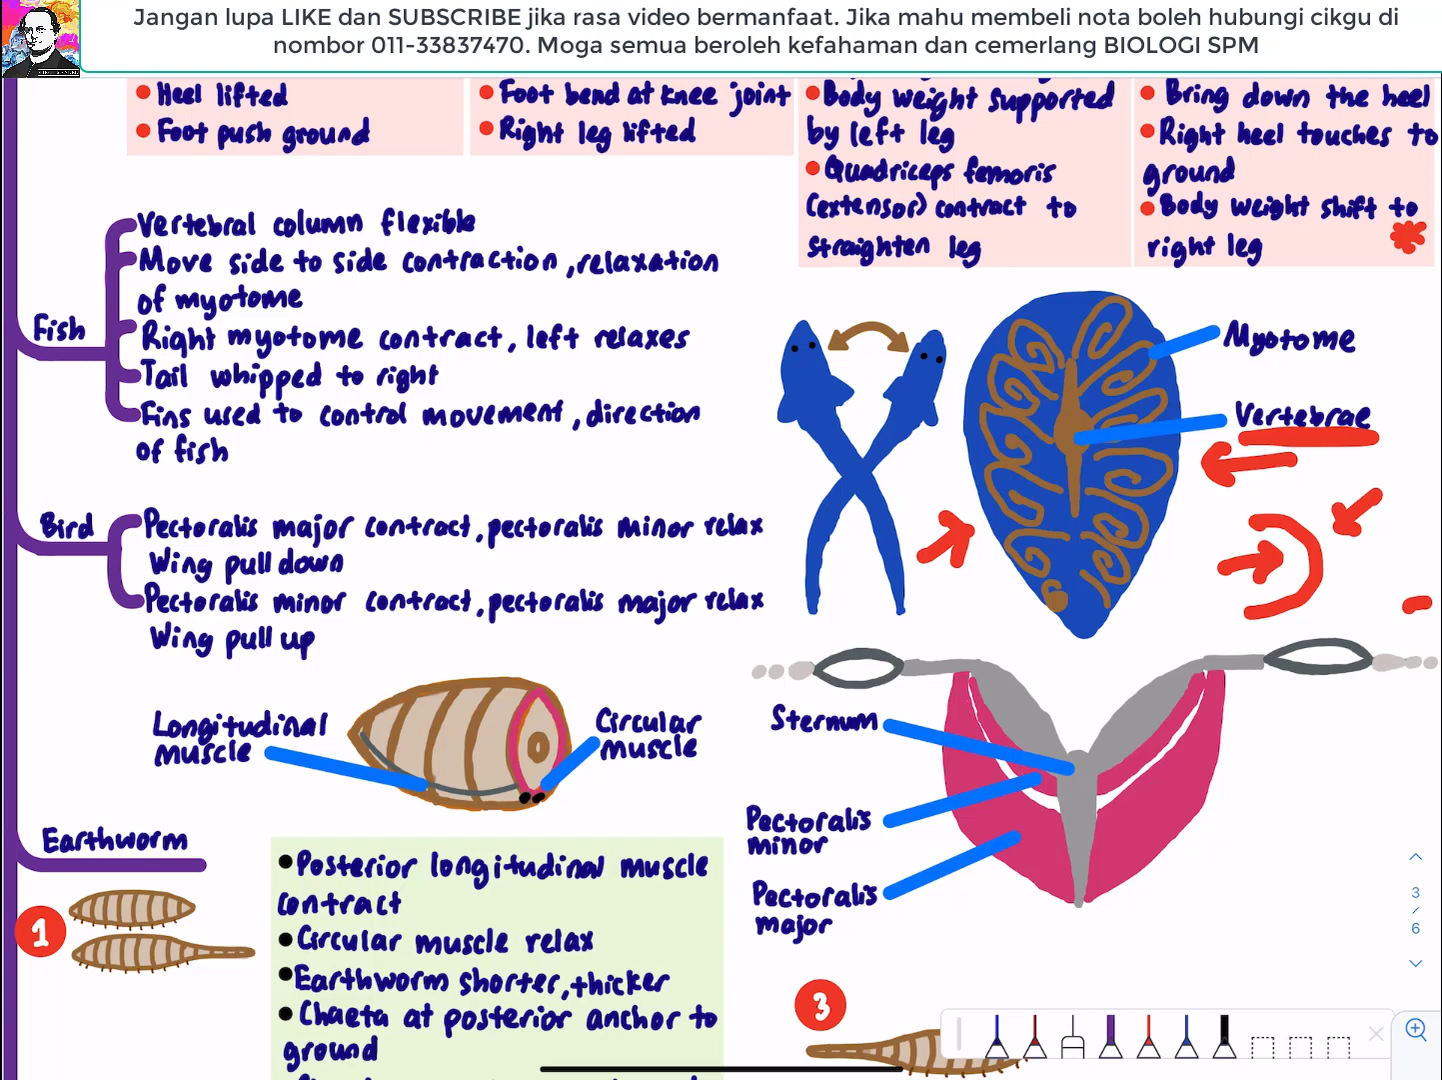 Jangan lupa LIKE dan SUBSCRIBE jika rasa video bermanfaat. Jika mahu membeli nota boleh hubungi cikgu di
nombor 011-33837470. Moga semua beroleh kefahaman dan cemerlang BIOLOGI SPM
Heel lifted
Foot push ground
Foot bend at knee joint
Right leg lifted
Body weight supported
by left leg
Quadriceps femoris
(extensor) contract to
straighten leg
Bring down the heel
Right heel touches to
ground
Body weight shift to
right leg
Fish
Vertebral column flexible
Move side to side contraction, relaxation
of myotome
Right myotome contract, left relaxes
Tail whipped to right
Fins used to control movement, direction
of fish
Myotome
Vertebrae
Bird
Pectoralis major contract, pectoralis minor relax
Wing pull down
Pectoralis minor contract, pectoralis major relax
Wing pull up
Longitudinal
muscle
Circular
muscle
Sternum
Pectoralis
minor
Pectoralis
major
Earthworm
1
Posterior longitudinal muscle
contract
Circular muscle relax
Earthworm shorter, thicker
Chaeta at posterior anchor to
ground
3
3
/
6